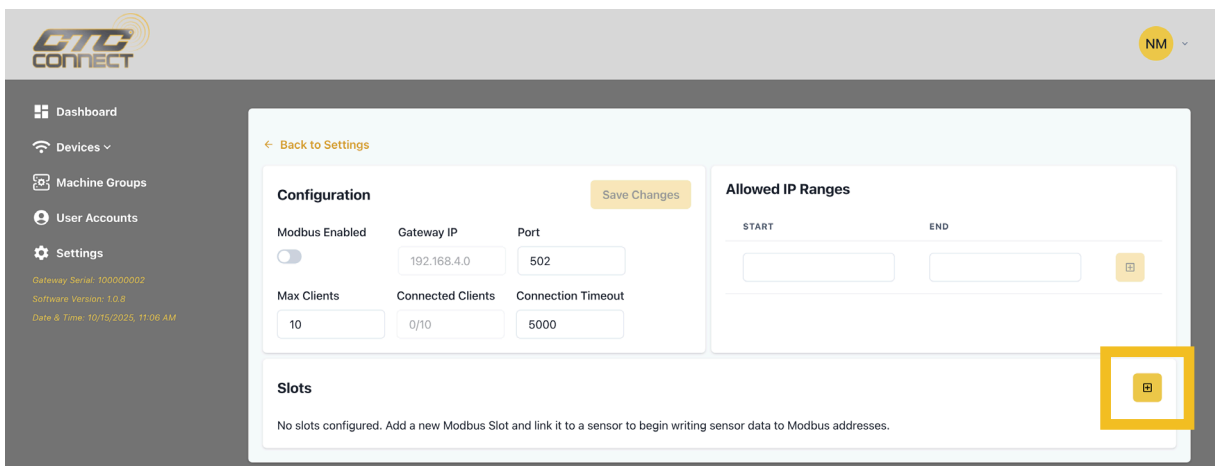 CTC
CONNECT
NM
Dashboard
Devices
Machine Groups
User Accounts
Settings
Gateway Serial: 100000002
Software Version: 1.0.8
Date & Time: 10/15/2025, 11:06 AM
← Back to Settings
Configuration
Save Changes
Modbus Enabled
Gateway IP
Port
192.168.4.0
502
Max Clients
Connected Clients
Connection Timeout
10
0/10
5000
Allowed IP Ranges
START
END
Slots
No slots configured. Add a new Modbus Slot and link it to a sensor to begin writing sensor data to Modbus addresses.